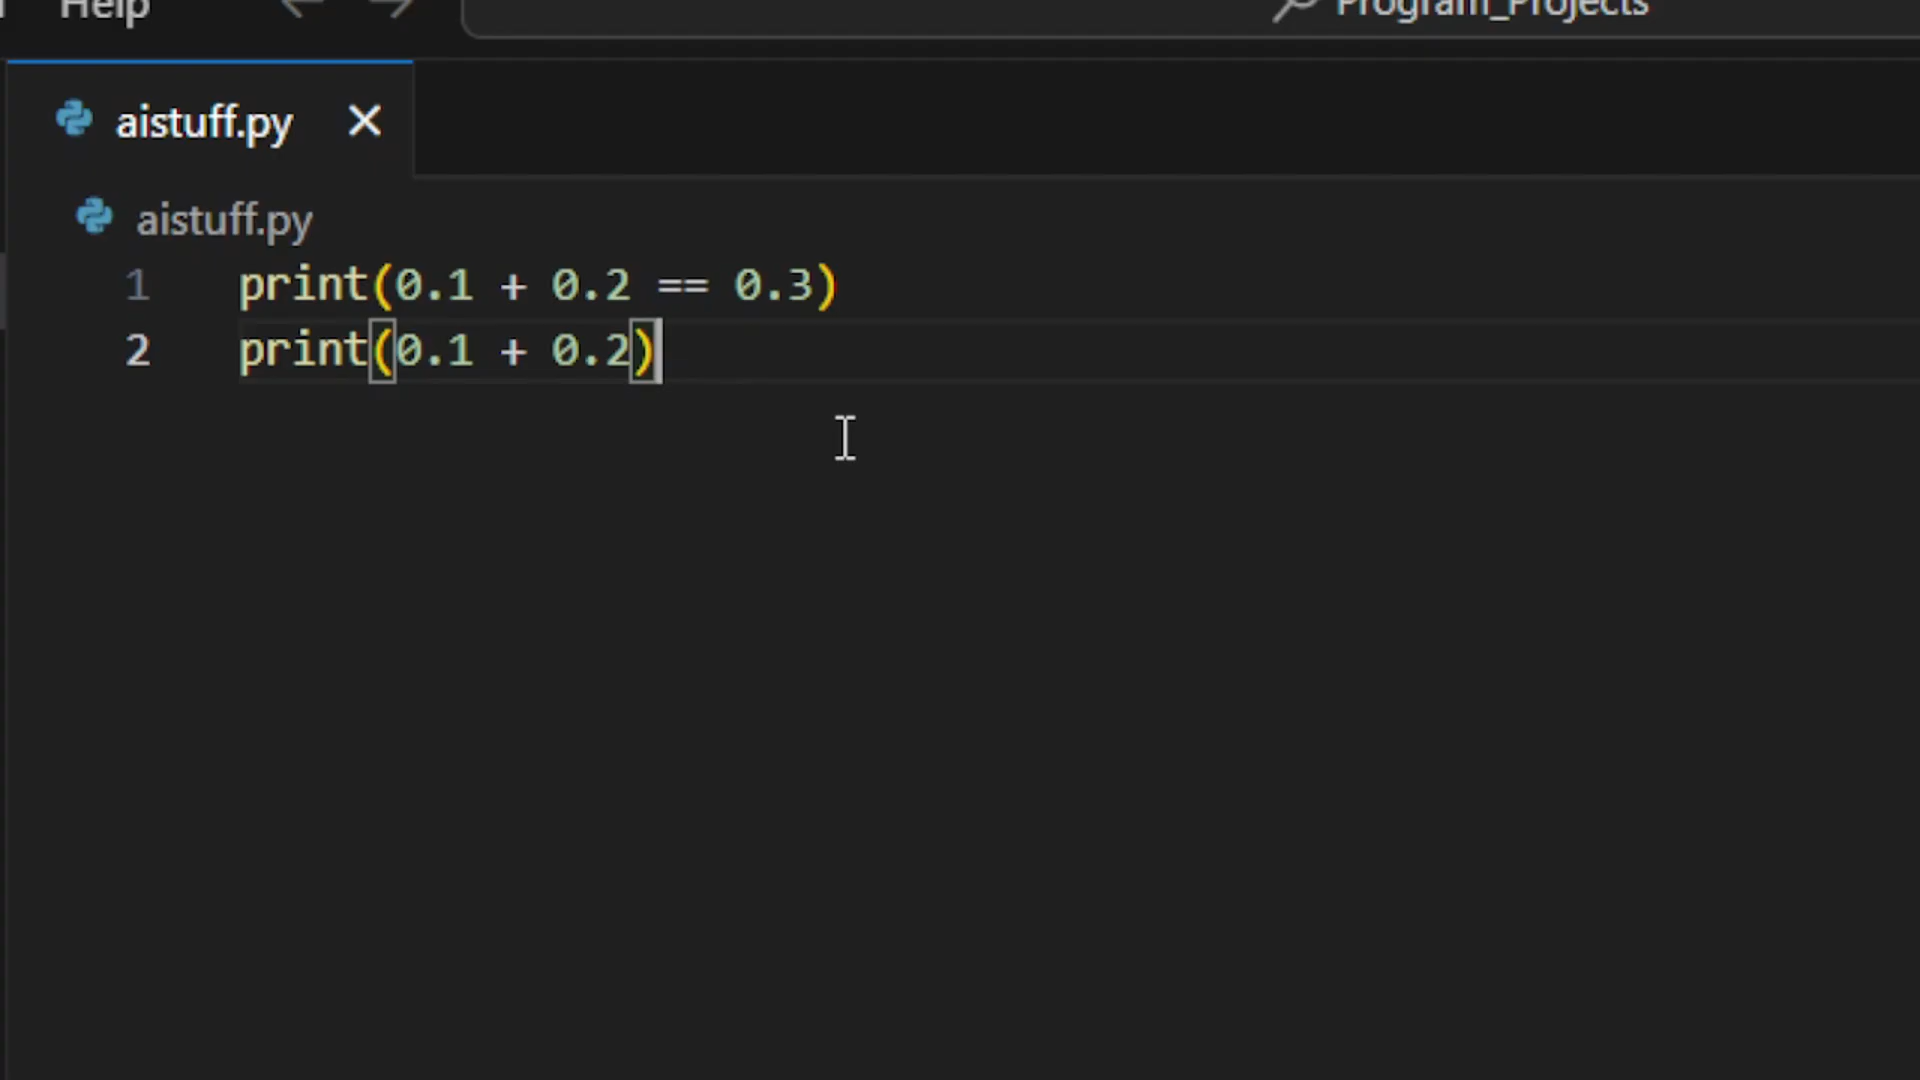 Help
Program_Projects
aistuff.py
aistuff.py
1 print(0.1 + 0.2 == 0.3)
2 print(0.1 + 0.2)